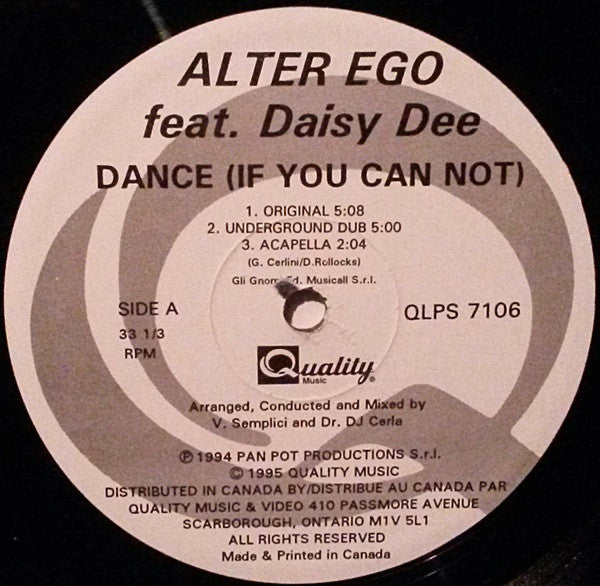 ALTER EGO
feat. Daisy Dee
DANCE (IF YOU CAN NOT)
1. ORIGINAL 5:08
2. UNDERGROUND DUB 5:00
3. ACAPELLA 2:04
(G. Cerlini/D.Rollocks)
Gli Gnomi Ed. Musicall S.r.l.
SIDE A
33 1/3
RPM
QLPS 7106
Quality
Music ®
Arranged, Conducted and Mixed by
V. Semplici and Dr. DJ Cerla
℗ 1994 PAN POT PRODUCTIONS S.r.l.
© 1995 QUALITY MUSIC
DISTRIBUTED IN CANADA BY/DISTRIBUE AU CANADA PAR
QUALITY MUSIC & VIDEO 410 PASSMORE AVENUE
SCARBOROUGH, ONTARIO M1V 5L1
ALL RIGHTS RESERVED
Made & Printed in Canada